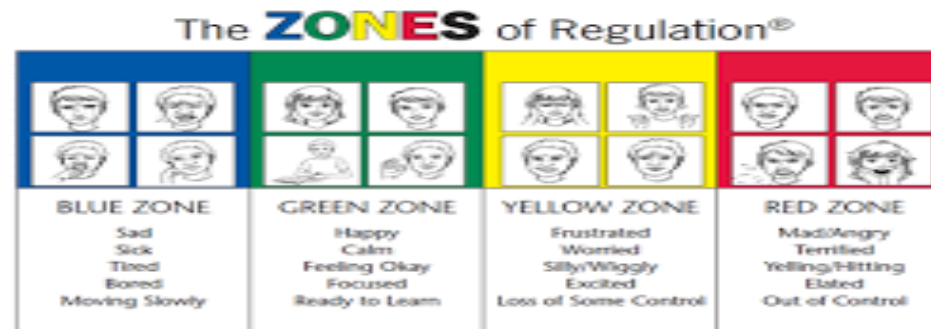 The ZONES of Regulation®
BLUE ZONE
Sad
Sick
Tired
Bored
Moving Slowly
GREEN ZONE
Happy
Calm
Feeling Okay
Focused
Ready to Learn
YELLOW ZONE
Frustrated
Worried
Silly/Wiggly
Excited
Loss of Some Control
RED ZONE
Mad/Angry
Terrified
Yelling/Hitting
Elated
Out of Control